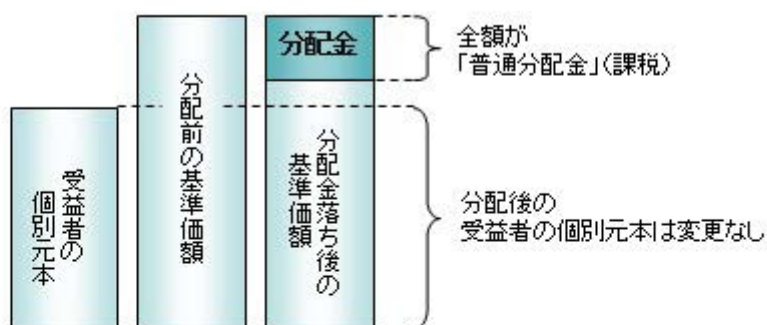 受益者の
個別元本
分配前の基準価額
分配金
分配金落ち後の
基準価額
全額が
「普通分配金」(課税)
分配後の
受益者の個別元本は変更なし